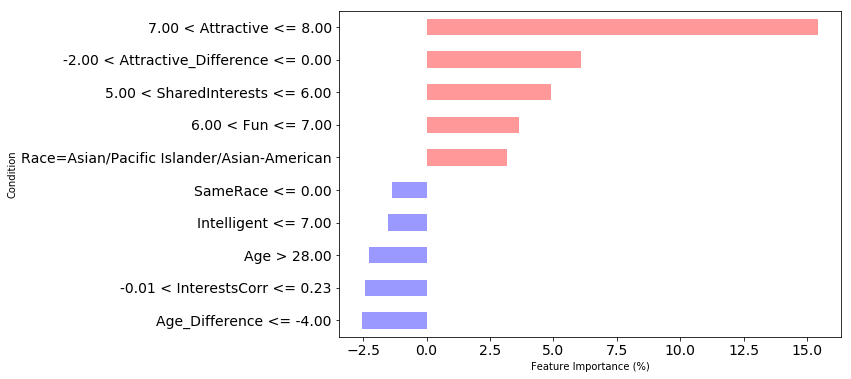 7.00 < Attractive <= 8.00
-2.00 < Attractive_Difference <= 0.00
5.00 < SharedInterests <= 6.00
6.00 < Fun <= 7.00
Race=Asian/Pacific Islander/Asian-American
SameRace <= 0.00
Intelligent <= 7.00
Age > 28.00
-0.01 < InterestsCorr <= 0.23
Age_Difference <= -4.00
Condition
−2.5 0.0 2.5 5.0 7.5 10.0 12.5 15.0
Feature Importance (%)